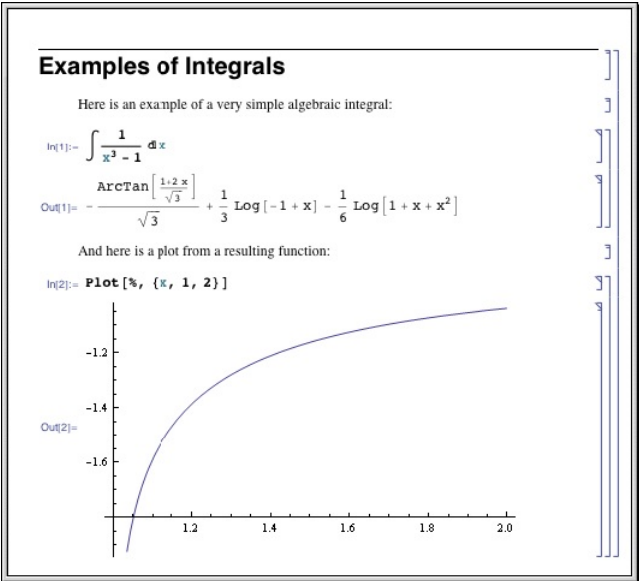 Examples of Integrals
Here is an example of a very simple algebraic integral:
In[1]:= ∫ 1/(x³ - 1) ⅆx
Out[1]= - ArcTan[(1+2 x)/√3]/√3 + 1/3 Log[-1 + x] - 1/6 Log[1 + x + x²]
And here is a plot from a resulting function:
In[2]:= Plot[%, {x, 1, 2}]
-1.2
-1.4
Out[2]=
-1.6
1.2 1.4 1.6 1.8 2.0